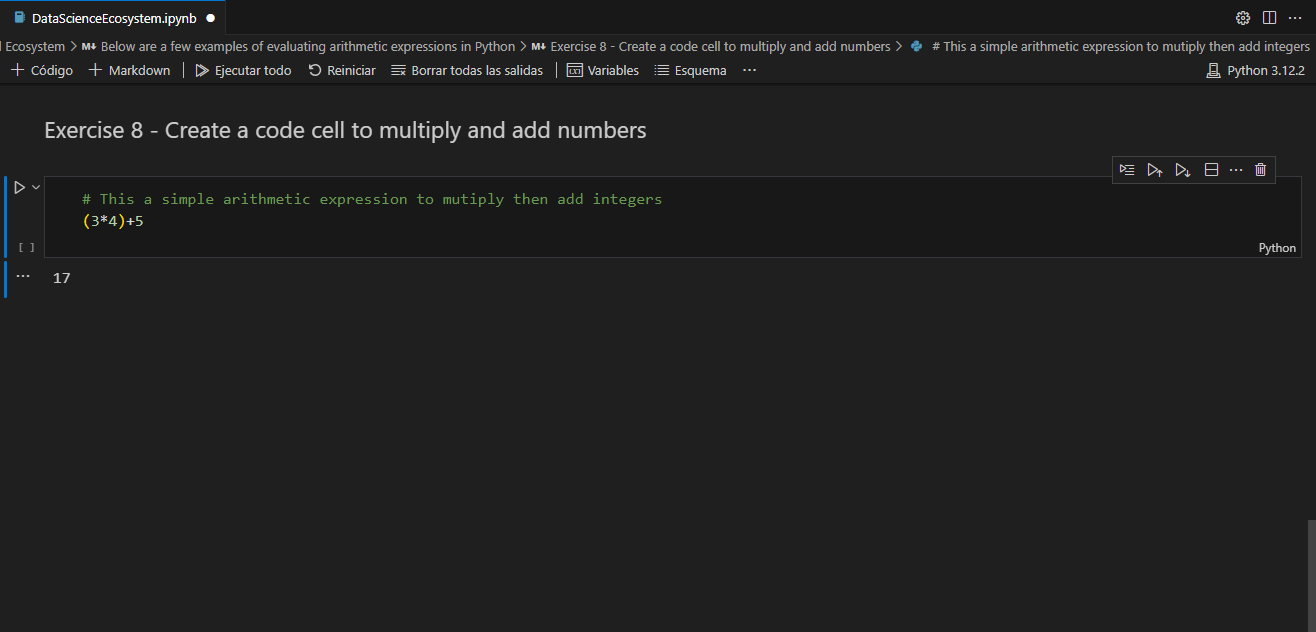 DataScienceEcosystem.ipynb
Ecosystem > M↓ Below are a few examples of evaluating arithmetic expressions in Python > M↓ Exercise 8 - Create a code cell to multiply and add numbers > # This a simple arithmetic expression to mutiply then add integers
+ Código + Markdown | Ejecutar todo Reiniciar Borrar todas las salidas | Variables Esquema ... Python 3.12.2
Exercise 8 - Create a code cell to multiply and add numbers
# This a simple arithmetic expression to mutiply then add integers
(3*4)+5
[ ] Python
... 17